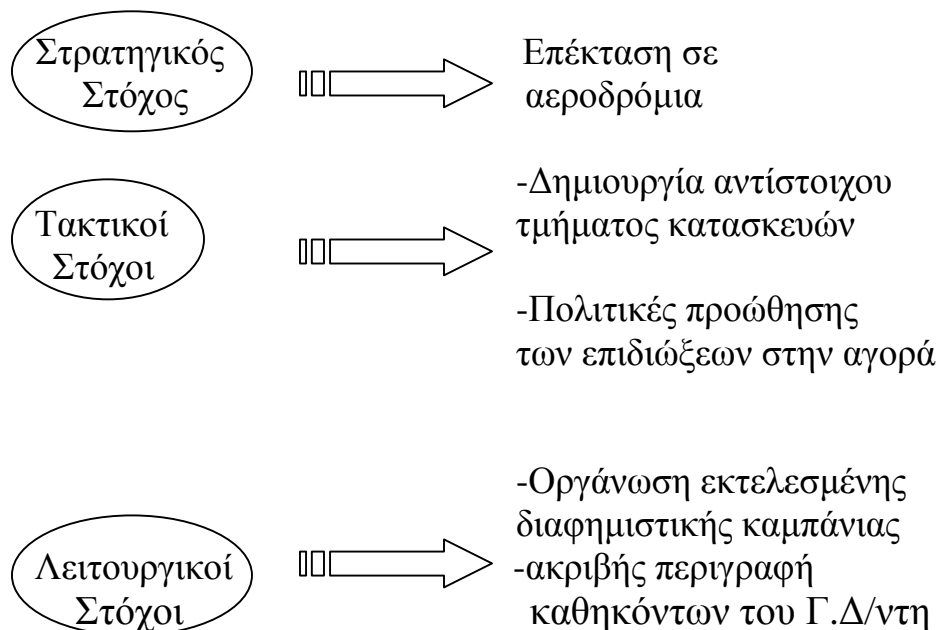 Στρατηγικός
Στόχος
Επέκταση σε
αεροδρόμια
Τακτικοί
Στόχοι
-Δημιουργία αντίστοιχου
τμήματος κατασκευών
-Πολιτικές προώθησης
των επιδιώξεων στην αγορά
Λειτουργικοί
Στόχοι
-Οργάνωση εκτελεσμένης
διαφημιστικής καμπάνιας
-ακριβής περιγραφή
καθηκόντων του Γ.Δ/ντη